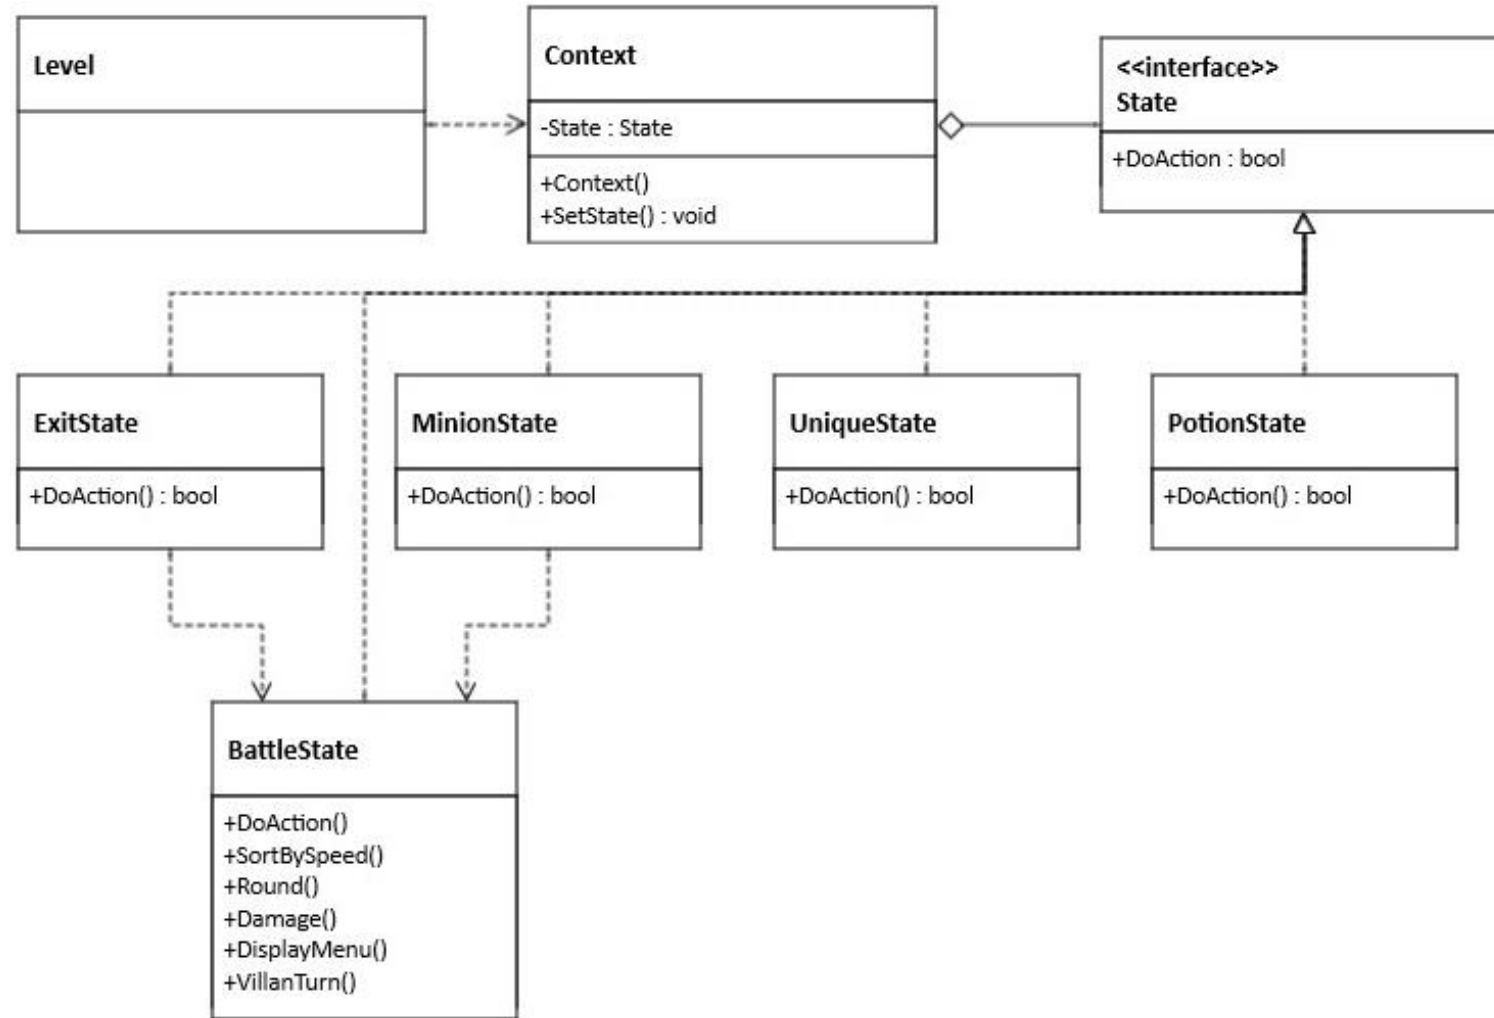 Level
Context
-State : State
+Context()
+SetState() : void
<<interface>>
State
+DoAction : bool
ExitState
+DoAction() : bool
MinionState
+DoAction() : bool
UniqueState
+DoAction() : bool
PotionState
+DoAction() : bool
BattleState
+DoAction()
+SortBySpeed()
+Round()
+Damage()
+DisplayMenu()
+VillanTurn()